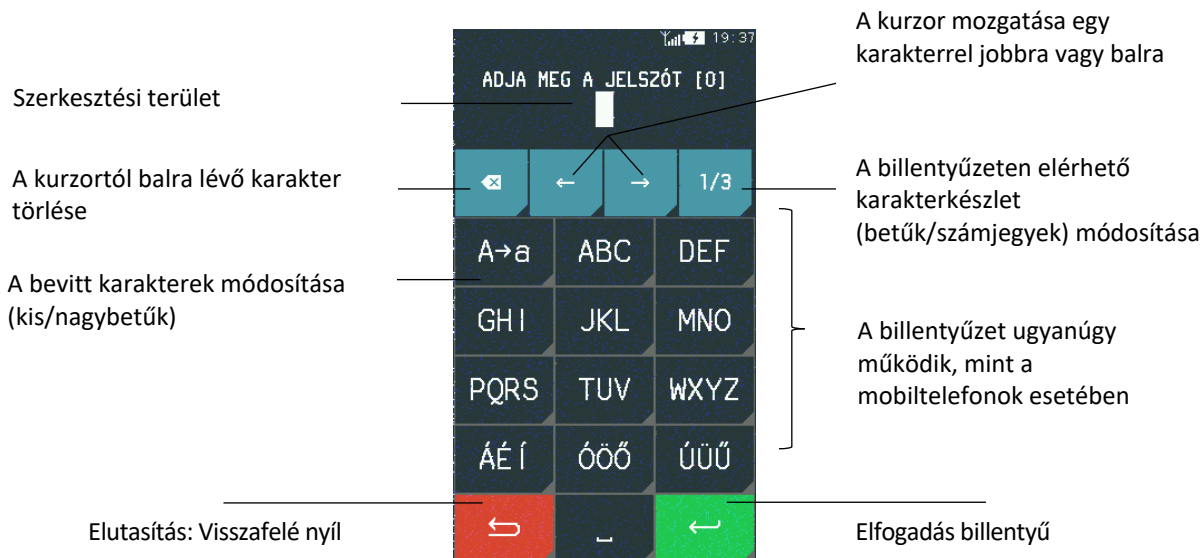 A kurzor mozgatása egy
karakterrel jobbra vagy balra
19:37
ADJA MEG A JELSZÓT [0]
Szerkesztési terület
A kurzortól balra lévő karakter
törlése
← → 1/3
A billentyűzeten elérhető
karakterkészlet
(betűk/számjegyek) módosítása
A→a ABC DEF
A bevitt karakterek módosítása
(kis/nagybetűk)
GHI JKL MNO
A billentyűzet ugyanúgy
működik, mint a
mobiltelefonok esetében
PQRS TUV WXYZ
ÁÉÍ ÓÖŐ ÚÜŰ
Elutasítás: Visszafelé nyíl
Elfogadás billentyű